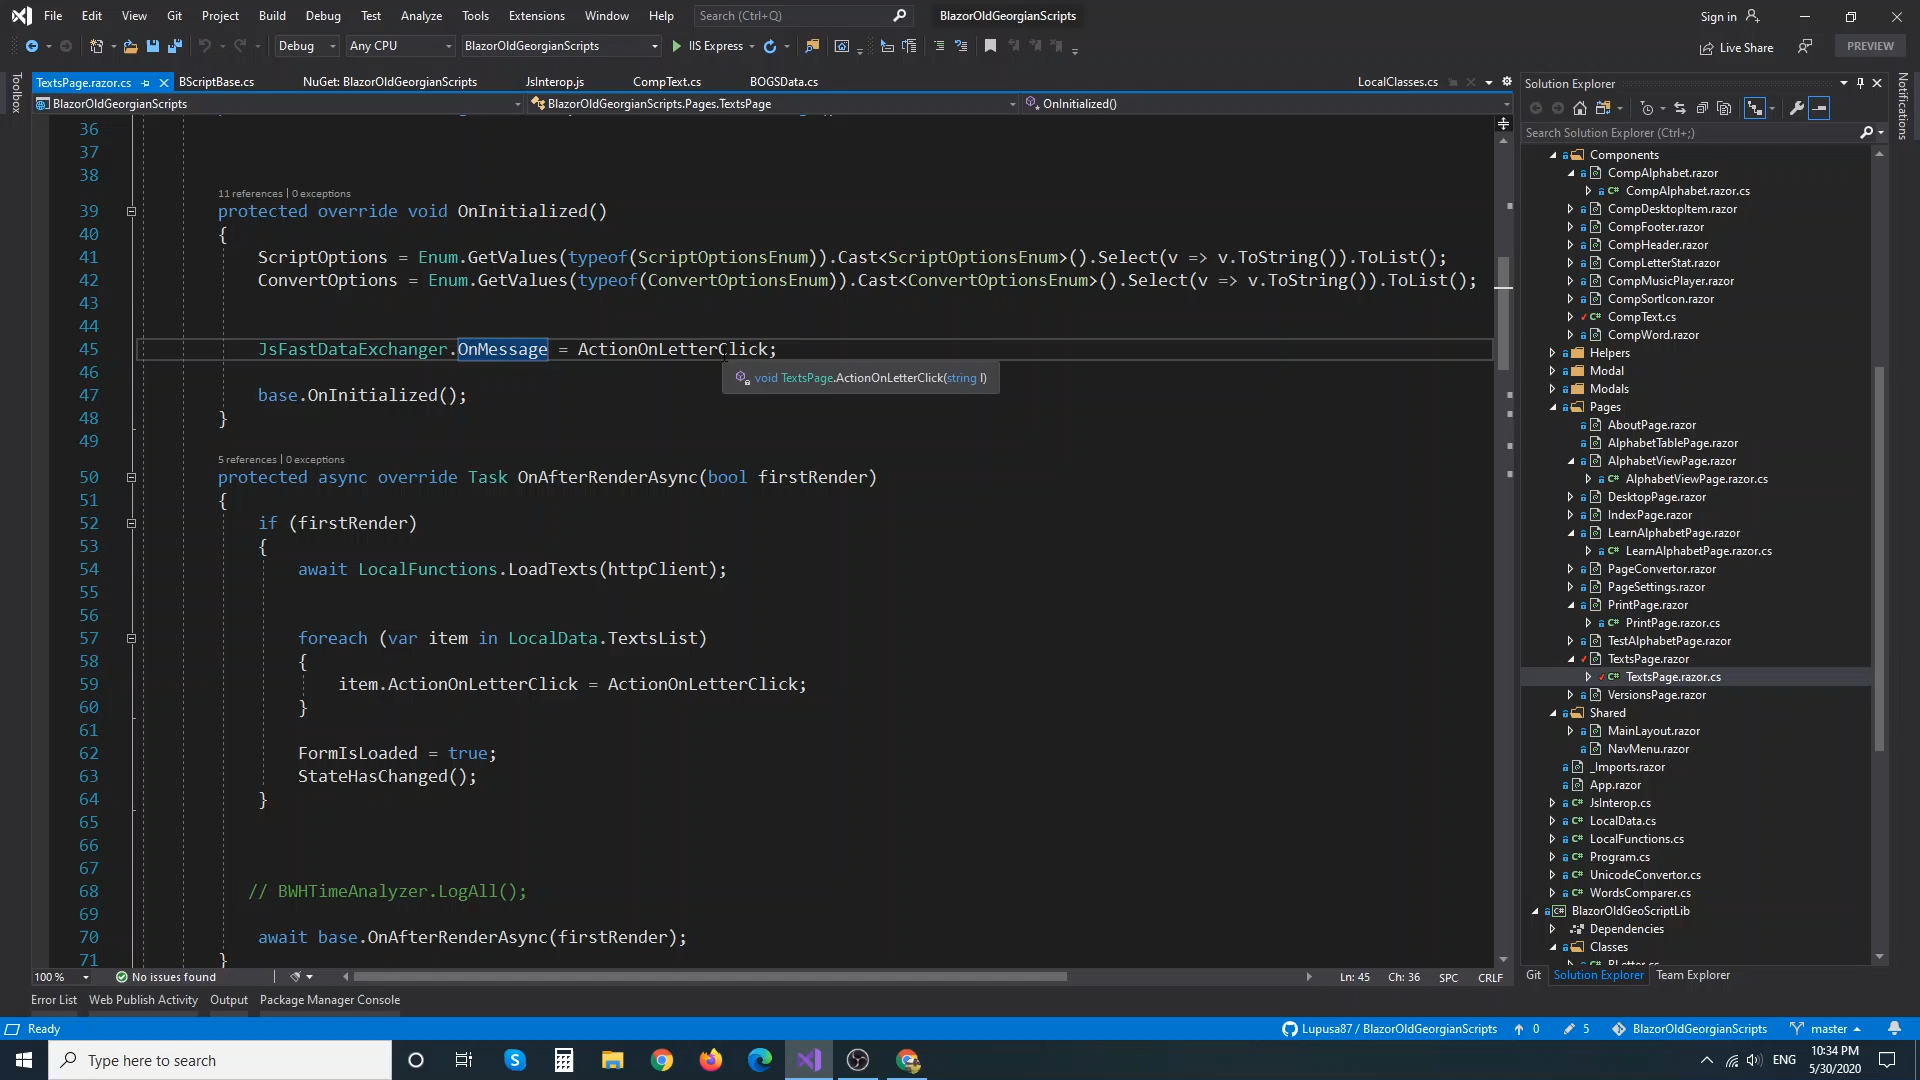 File Edit View Git Project Build Debug Test Analyze Tools Extensions Window Help Search (Ctrl+Q) BlazorOldGeorgianScripts Sign in
Debug Any CPU BlazorOldGeorgianScripts IIS Express Live Share PREVIEW
Toolbox
TextsPage.razor.cs BScriptBase.cs NuGet: BlazorOldGeorgianScripts JsInterop.js CompText.cs BOGSData.cs LocalClasses.cs
BlazorOldGeorgianScripts BlazorOldGeorgianScripts.Pages.TextsPage OnInitialized()
36
37
38
11 references | 0 exceptions
39 protected override void OnInitialized()
40 {
41 ScriptOptions = Enum.GetValues(typeof(ScriptOptionsEnum)).Cast<ScriptOptionsEnum>().Select(v => v.ToString()).ToList();
42 ConvertOptions = Enum.GetValues(typeof(ConvertOptionsEnum)).Cast<ConvertOptionsEnum>().Select(v => v.ToString()).ToList();
43
44
45 JsFastDataExchanger.OnMessage = ActionOnLetterClick;
void TextsPage.ActionOnLetterClick(string l)
46
47 base.OnInitialized();
48 }
49
5 references | 0 exceptions
50 protected async override Task OnAfterRenderAsync(bool firstRender)
51 {
52 if (firstRender)
53 {
54 await LocalFunctions.LoadTexts(httpClient);
55
56
57 foreach (var item in LocalData.TextsList)
58 {
59 item.ActionOnLetterClick = ActionOnLetterClick;
60 }
61
62 FormIsLoaded = true;
63 StateHasChanged();
64 }
65
66
67
68 // BWHTimeAnalyzer.LogAll();
69
70 await base.OnAfterRenderAsync(firstRender);
71 }
100 % No issues found Ln: 45 Ch: 36 SPC CRLF
Error List Web Publish Activity Output Package Manager Console
Solution Explorer
Search Solution Explorer (Ctrl+;)
Components
CompAlphabet.razor
CompAlphabet.razor.cs
CompDesktopItem.razor
CompFooter.razor
CompHeader.razor
CompLetterStat.razor
CompMusicPlayer.razor
CompSortIcon.razor
CompText.cs
CompWord.razor
Helpers
Modal
Modals
Pages
AboutPage.razor
AlphabetTablePage.razor
AlphabetViewPage.razor
AlphabetViewPage.razor.cs
DesktopPage.razor
IndexPage.razor
LearnAlphabetPage.razor
LearnAlphabetPage.razor.cs
PageConvertor.razor
PageSettings.razor
PrintPage.razor
PrintPage.razor.cs
TestAlphabetPage.razor
TextsPage.razor
TextsPage.razor.cs
VersionsPage.razor
Shared
MainLayout.razor
NavMenu.razor
_Imports.razor
App.razor
JsInterop.cs
LocalData.cs
LocalFunctions.cs
Program.cs
UnicodeConvertor.cs
WordsComparer.cs
BlazorOldGeoScriptLib
Dependencies
Classes
Git Solution Explorer Team Explorer
Notifications
Ready Lupusa87 / BlazorOldGeorgianScripts 0 5 BlazorOldGeorgianScripts master
Type here to search ENG 10:34 PM
5/30/2020